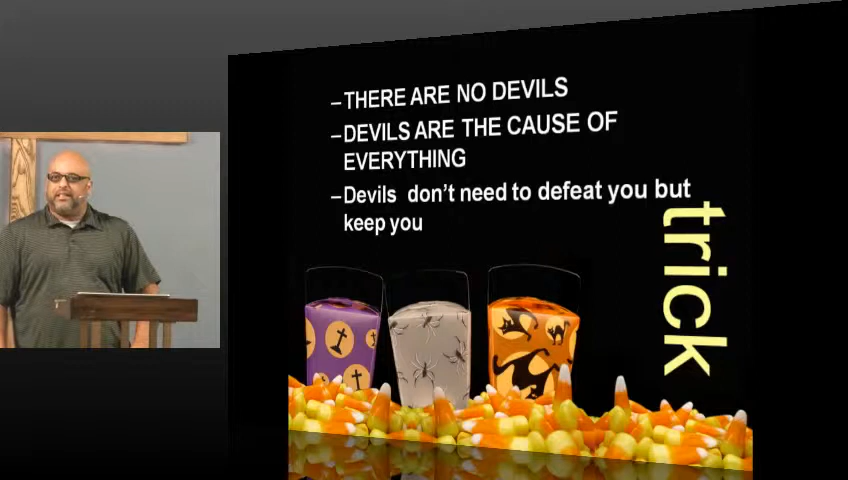 –THERE ARE NO DEVILS
–DEVILS ARE THE CAUSE OF
EVERYTHING
–Devils don't need to defeat you but
keep you
trick